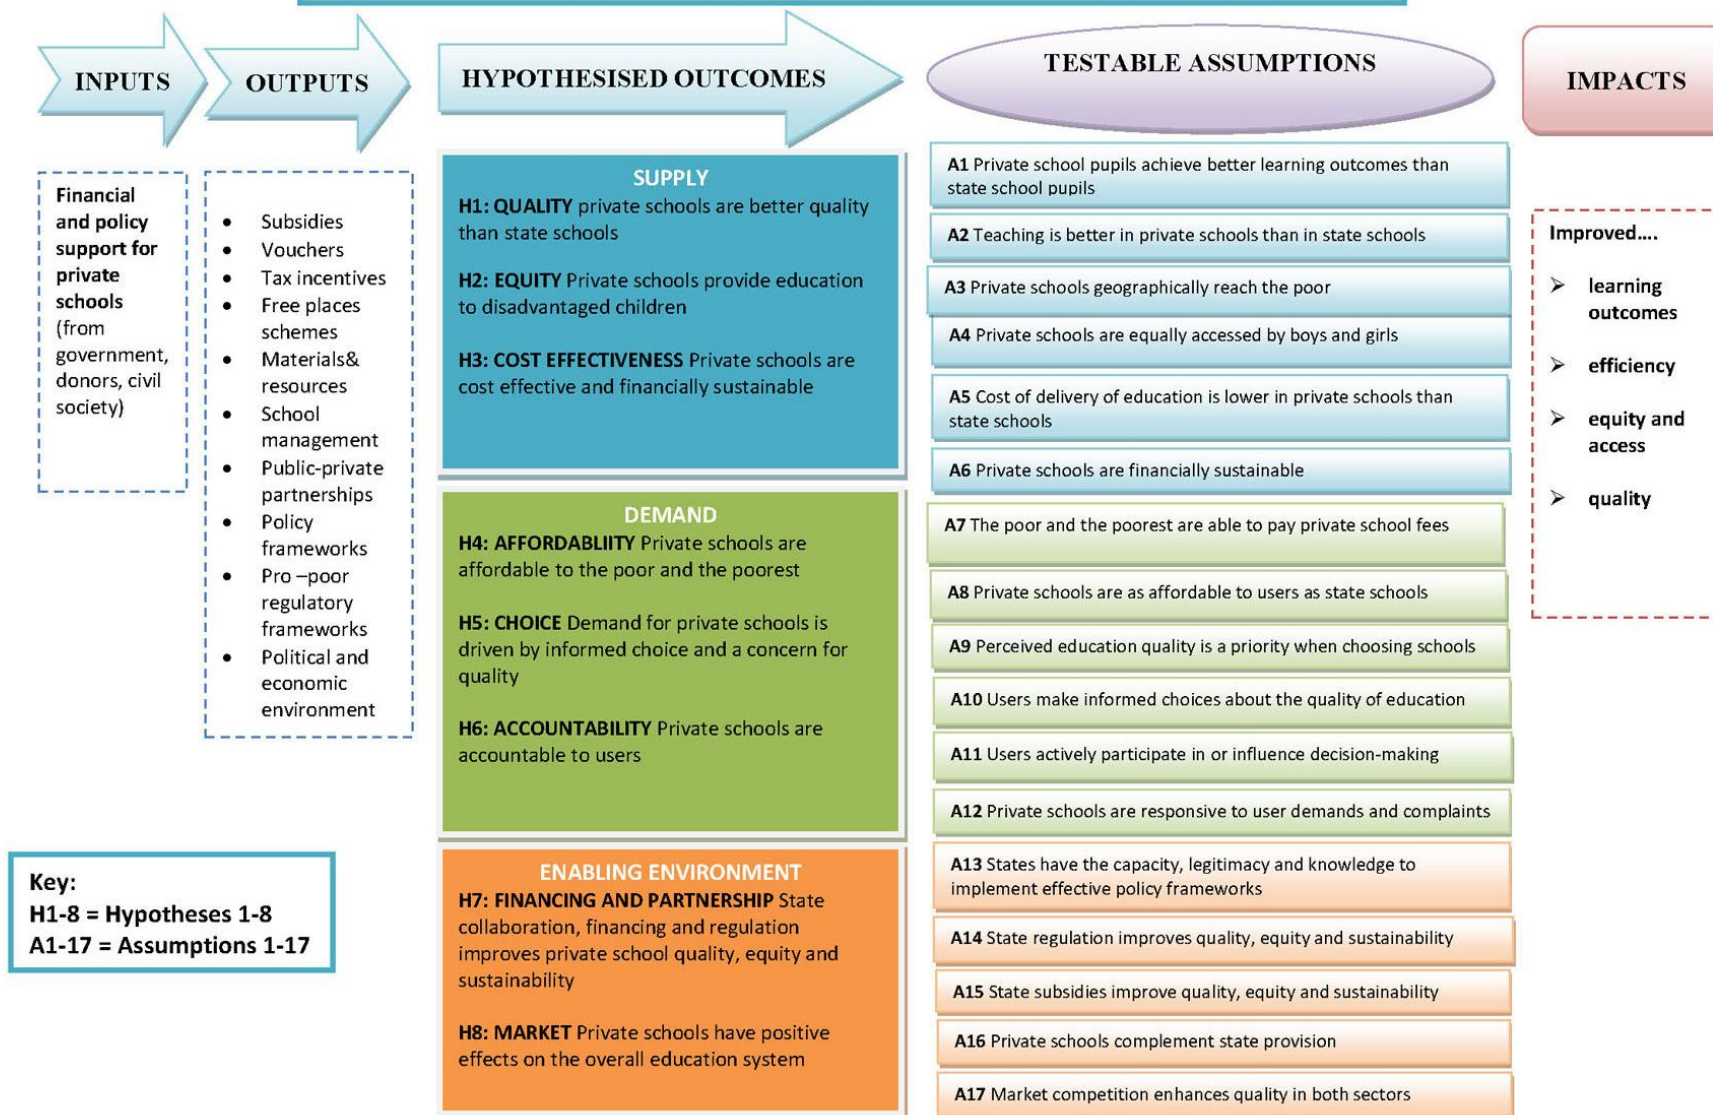 INPUTS
OUTPUTS
HYPOTHESISED OUTCOMES
TESTABLE ASSUMPTIONS
IMPACTS
Financial
and policy
support for
private
schools
(from
government,
donors, civil
society)
• Subsidies
• Vouchers
• Tax incentives
• Free places
schemes
• Materials&
resources
• School
management
• Public-private
partnerships
• Policy
frameworks
• Pro –poor
regulatory
frameworks
• Political and
economic
environment
SUPPLY
H1: QUALITY private schools are better quality
than state schools
H2: EQUITY Private schools provide education
to disadvantaged children
H3: COST EFFECTIVENESS Private schools are
cost effective and financially sustainable
DEMAND
H4: AFFORDABLIITY Private schools are
affordable to the poor and the poorest
H5: CHOICE Demand for private schools is
driven by informed choice and a concern for
quality
H6: ACCOUNTABILITY Private schools are
accountable to users
ENABLING ENVIRONMENT
H7: FINANCING AND PARTNERSHIP State
collaboration, financing and regulation
improves private school quality, equity and
sustainability
H8: MARKET Private schools have positive
effects on the overall education system
A1 Private school pupils achieve better learning outcomes than
state school pupils
A2 Teaching is better in private schools than in state schools
A3 Private schools geographically reach the poor
A4 Private schools are equally accessed by boys and girls
A5 Cost of delivery of education is lower in private schools than
state schools
A6 Private schools are financially sustainable
A7 The poor and the poorest are able to pay private school fees
A8 Private schools are as affordable to users as state schools
A9 Perceived education quality is a priority when choosing schools
A10 Users make informed choices about the quality of education
A11 Users actively participate in or influence decision-making
A12 Private schools are responsive to user demands and complaints
A13 States have the capacity, legitimacy and knowledge to
implement effective policy frameworks
A14 State regulation improves quality, equity and sustainability
A15 State subsidies improve quality, equity and sustainability
A16 Private schools complement state provision
A17 Market competition enhances quality in both sectors
Improved....
➢ learning
outcomes
➢ efficiency
➢ equity and
access
➢ quality
Key:
H1-8 = Hypotheses 1-8
A1-17 = Assumptions 1-17